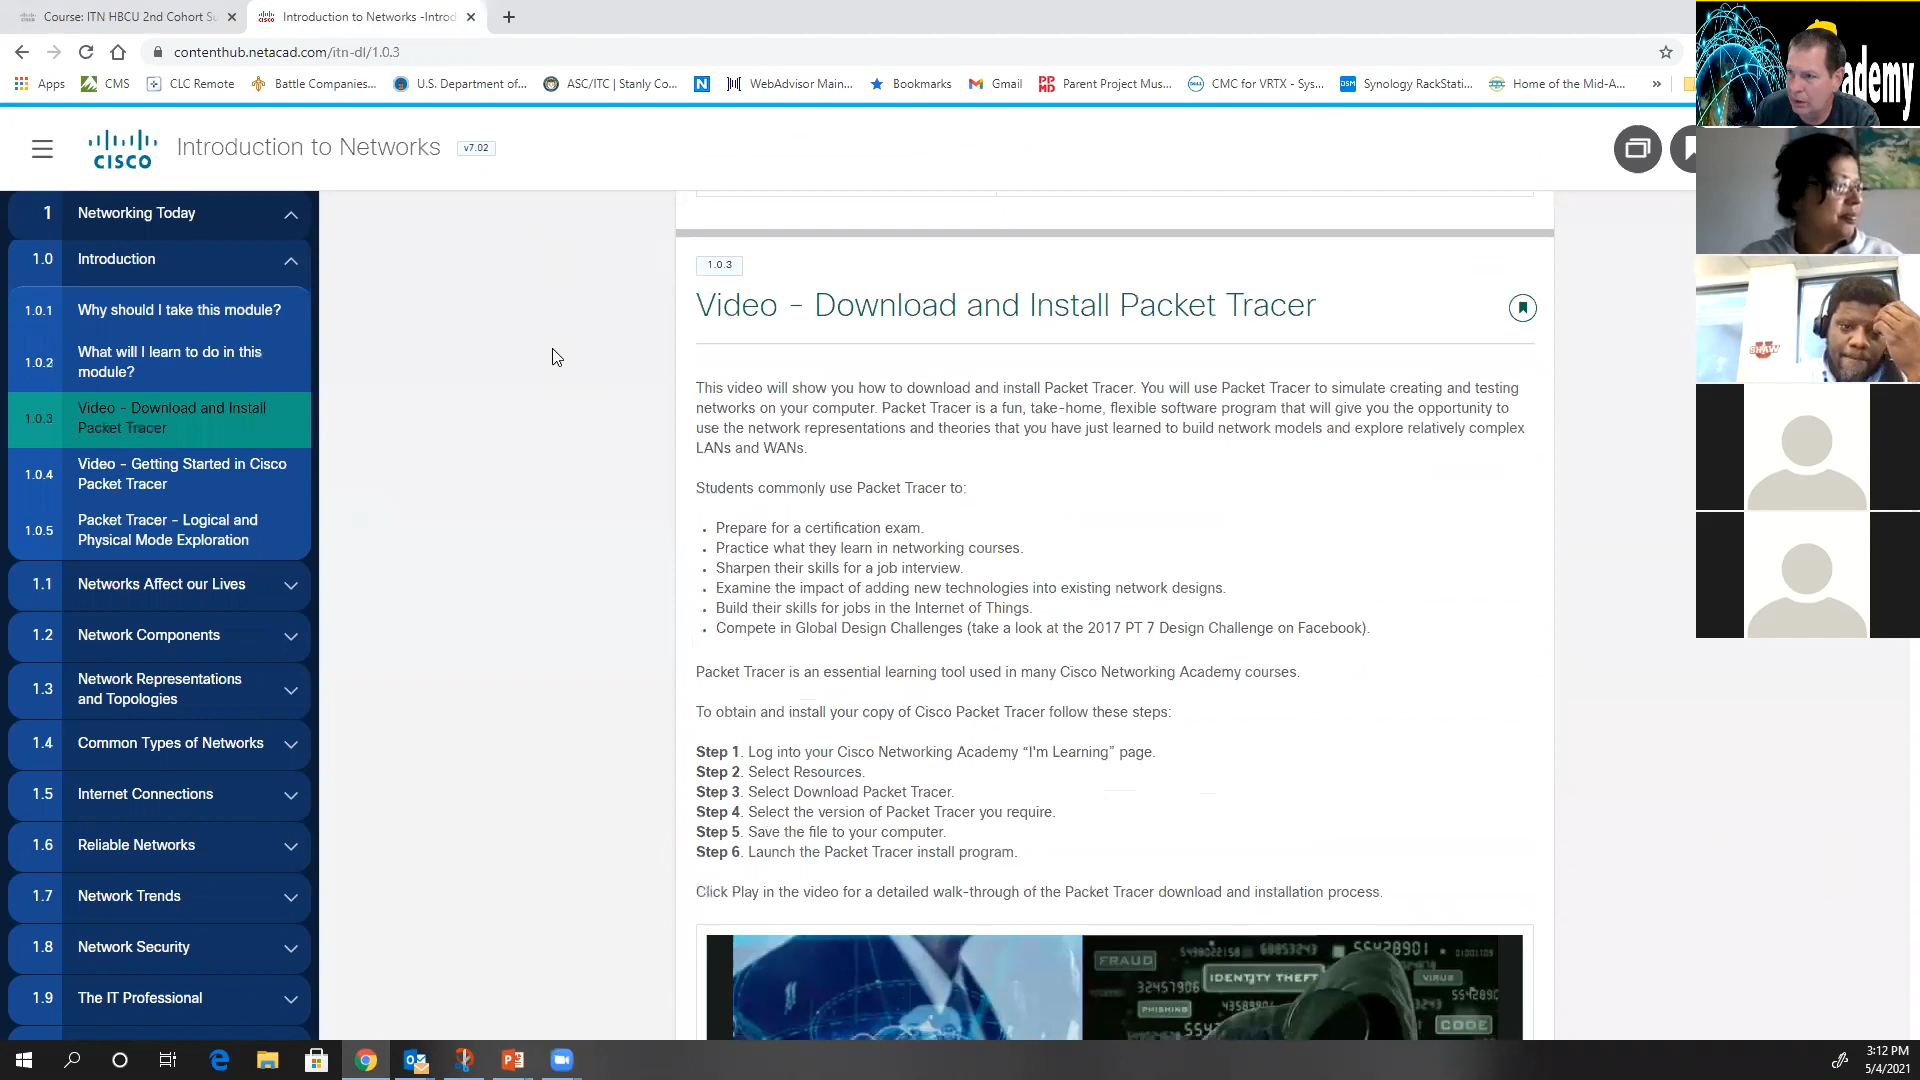 Course: ITN HBCU 2nd Cohort Su
Introduction to Networks -Introd
contenthub.netacad.com/itn-dl/1.0.3
Apps
CMS
CLC Remote
Battle Companies...
U.S. Department of...
ASC/ITC | Stanly Co...
N
WebAdvisor Main...
Bookmarks
Gmail
Parent Project Mus...
CMC for VRTX - Sys...
Synology RackStati...
Home of the Mid-A...
»
ademy
CISCO
Introduction to Networks
v7.02
1 Networking Today
1.0 Introduction
1.0.1 Why should I take this module?
1.0.2 What will I learn to do in this
module?
1.0.3 Video - Download and Install
Packet Tracer
1.0.4 Video - Getting Started in Cisco
Packet Tracer
1.0.5 Packet Tracer - Logical and
Physical Mode Exploration
1.1 Networks Affect our Lives
1.2 Network Components
1.3 Network Representations
and Topologies
1.4 Common Types of Networks
1.5 Internet Connections
1.6 Reliable Networks
1.7 Network Trends
1.8 Network Security
1.9 The IT Professional
1.0.3
Video - Download and Install Packet Tracer
This video will show you how to download and install Packet Tracer. You will use Packet Tracer to simulate creating and testing
networks on your computer. Packet Tracer is a fun, take-home, flexible software program that will give you the opportunity to
use the network representations and theories that you have just learned to build network models and explore relatively complex
LANs and WANs.
Students commonly use Packet Tracer to:
• Prepare for a certification exam.
• Practice what they learn in networking courses.
• Sharpen their skills for a job interview.
• Examine the impact of adding new technologies into existing network designs.
• Build their skills for jobs in the Internet of Things.
• Compete in Global Design Challenges (take a look at the 2017 PT 7 Design Challenge on Facebook).
Packet Tracer is an essential learning tool used in many Cisco Networking Academy courses.
To obtain and install your copy of Cisco Packet Tracer follow these steps:
Step 1. Log into your Cisco Networking Academy “I'm Learning” page.
Step 2. Select Resources.
Step 3. Select Download Packet Tracer.
Step 4. Select the version of Packet Tracer you require.
Step 5. Save the file to your computer.
Step 6. Launch the Packet Tracer install program.
Click Play in the video for a detailed walk-through of the Packet Tracer download and installation process.
FRAUD
IDENTITY THEFT
VIRUS
32457906
PHISHING
CODE
SHAW
3:12 PM
5/4/2021